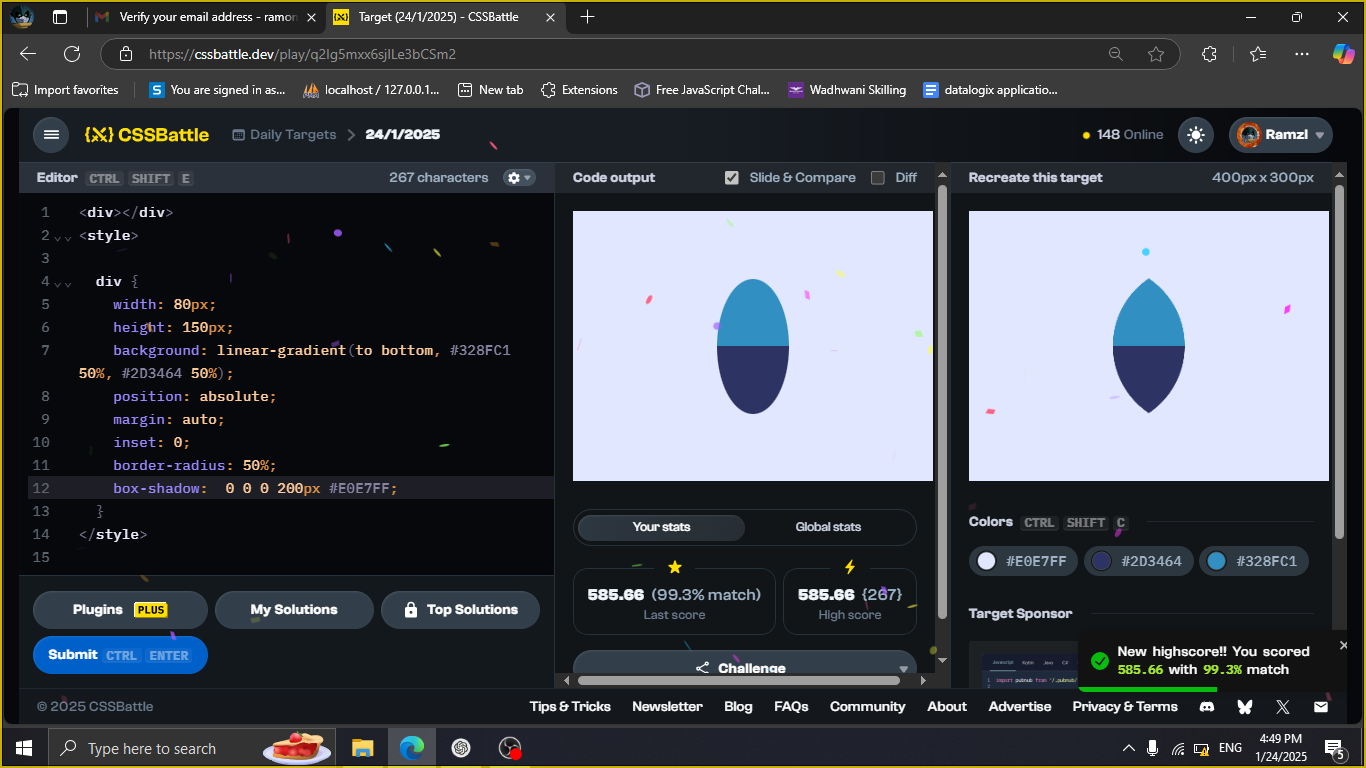 Verify your email address - ramon
Target (24/1/2025) - CSSBattle
https://cssbattle.dev/play/q2Ig5mxx6sjILe3bCSm2
Import favorites
You are signed in as...
localhost / 127.0.0.1...
New tab
Extensions
Free JavaScript Chal...
Wadhwani Skilling
datalogix applicatio...
CSSBattle
Daily Targets
24/1/2025
148 Online
Ramzl
Editor CTRL SHIFT E
267 characters
Code output
Slide & Compare
Diff
Recreate this target
400px x 300px
1 <div></div>
2 <style>
3
4 div {
5 width: 80px;
6 height: 150px;
7 background: linear-gradient(to bottom, #328FC1
50%, #2D3464 50%);
8 position: absolute;
9 margin: auto;
10 inset: 0;
11 border-radius: 50%;
12 box-shadow: 0 0 0 200px #E0E7FF;
13 }
14 </style>
15
Plugins PLUS
My Solutions
Top Solutions
Submit CTRL ENTER
Your stats
Global stats
585.66 (99.3% match)
Last score
585.66 {267}
High score
Challenge
Colors CTRL SHIFT C
#E0E7FF
#2D3464
#328FC1
Target Sponsor
New highscore!! You scored
585.66 with 99.3% match
© 2025 CSSBattle
Tips & Tricks
Newsletter
Blog
FAQs
Community
About
Advertise
Privacy & Terms
Type here to search
ENG
4:49 PM
1/24/2025
5